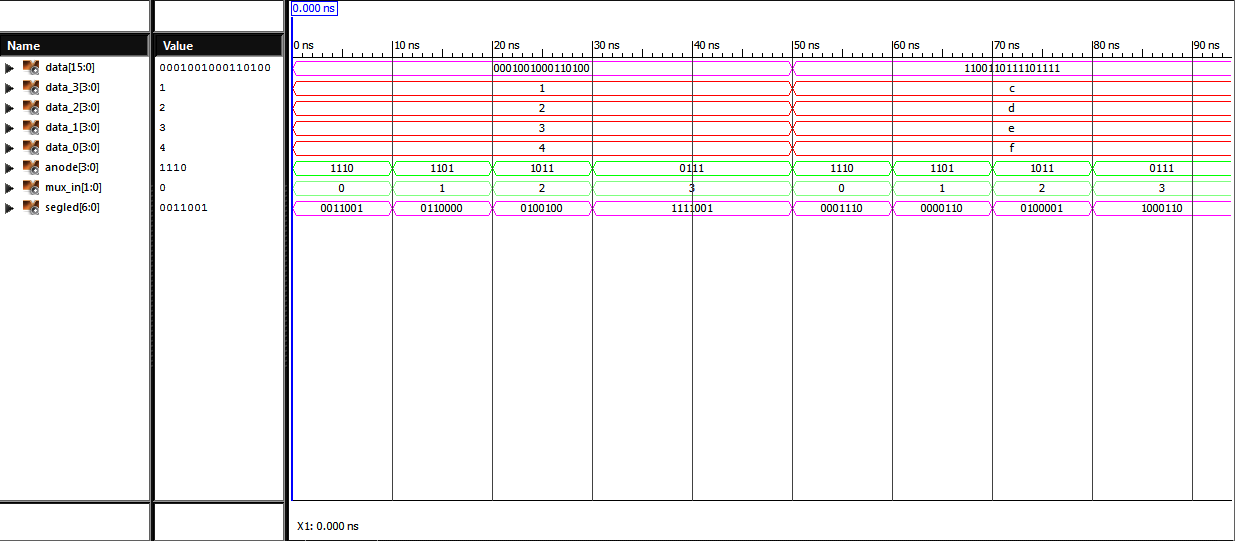 0.000 ns
Name Value 0 ns 10 ns 20 ns 30 ns 40 ns 50 ns 60 ns 70 ns 80 ns 90 ns
data[15:0] 0001001000110100 0001001000110100 1100110111101111
data_3[3:0] 1 1 c
data_2[3:0] 2 2 d
data_1[3:0] 3 3 e
data_0[3:0] 4 4 f
anode[3:0] 1110 1110 1101 1011 0111 1110 1101 1011 0111
mux_in[1:0] 0 0 1 2 3 0 1 2 3
segled[6:0] 0011001 0011001 0110000 0100100 1111001 0001110 0000110 0100001 1000110
X1: 0.000 ns